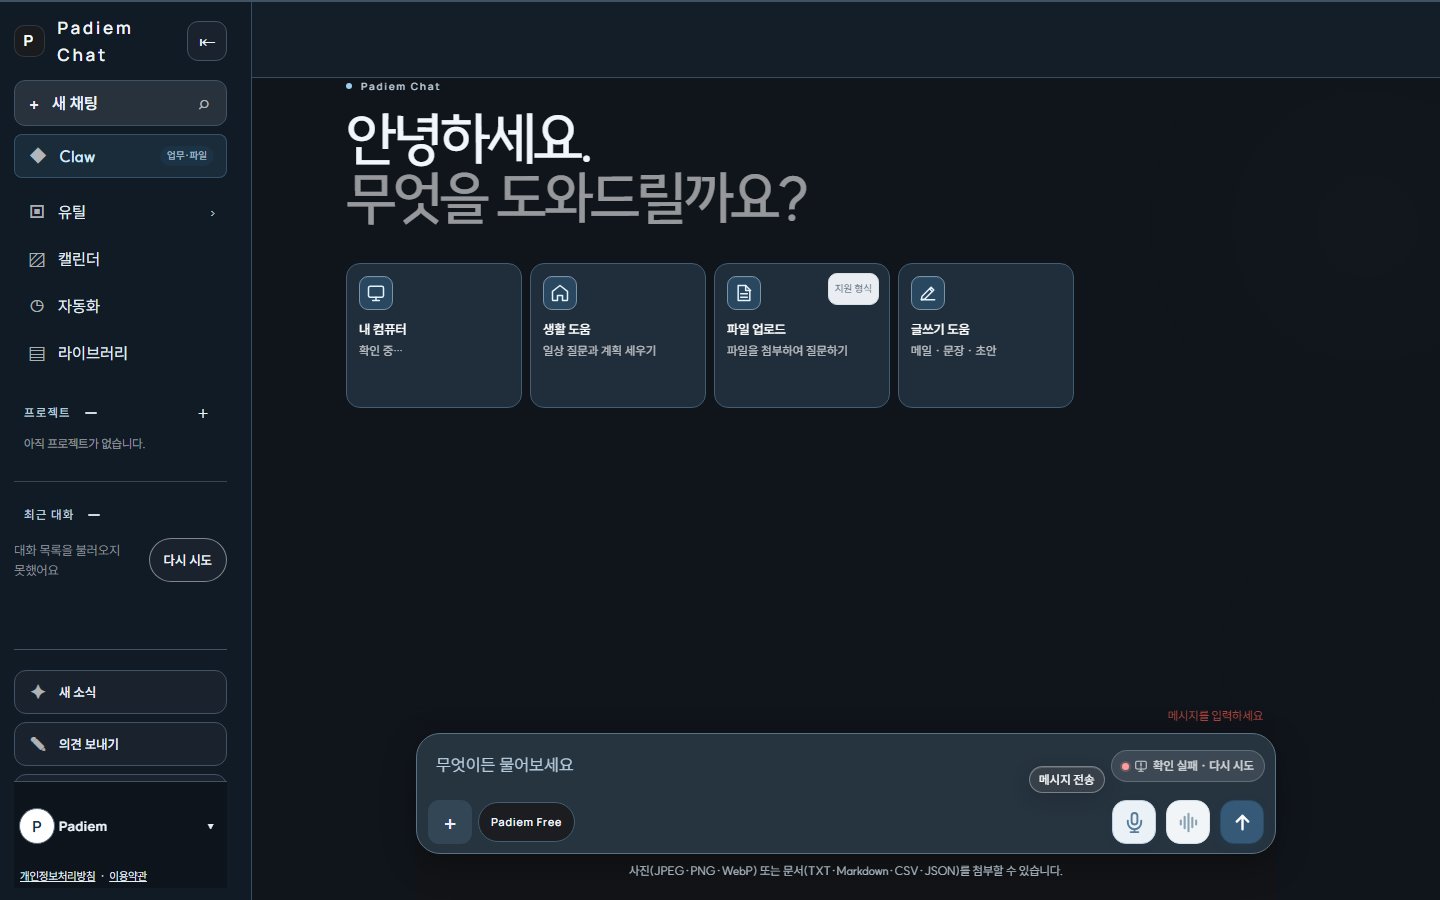 P
Padiem
Chat
+ 새 채팅
Claw
업무·파일
유틸
캘린더
자동화
라이브러리
프로젝트
+
아직 프로젝트가 없습니다.
최근 대화
대화 목록을 불러오지
못했어요
다시 시도
새 소식
의견 보내기
P
Padiem
개인정보처리방침 · 이용약관
Padiem Chat
안녕하세요.
무엇을 도와드릴까요?
내 컴퓨터
확인 중…
생활 도움
일상 질문과 계획 세우기
지원 형식
파일 업로드
파일을 첨부하여 질문하기
글쓰기 도움
메일 · 문장 · 초안
메시지를 입력하세요
무엇이든 물어보세요
메시지 전송
확인 실패 · 다시 시도
+
Padiem Free
사진(JPEG·PNG·WebP) 또는 문서(TXT·Markdown·CSV·JSON)를 첨부할 수 있습니다.